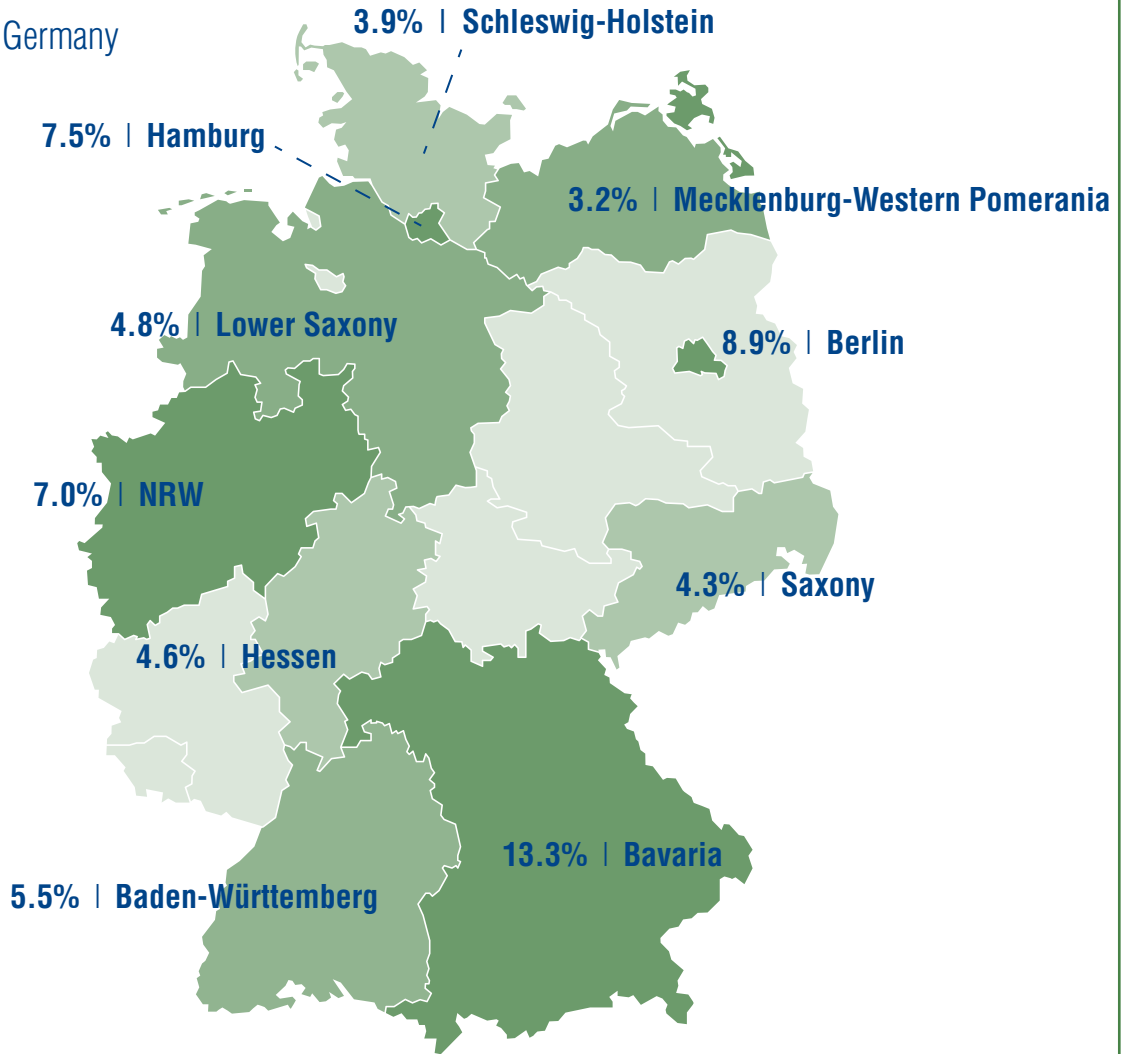 3.9% | Schleswig-Holstein
Germany
7.5% | Hamburg
3.2% | Mecklenburg-Western Pomerania
4.8% | Lower Saxony
8.9% | Berlin
7.0% | NRW
4.3% | Saxony
4.6% | Hessen
13.3% | Bavaria
5.5% | Baden-Württemberg